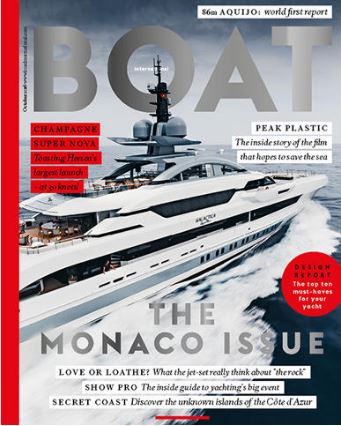 86m AQUIJO: world first report
BOAT
international
CHAMPAGNE
SUPER NOVA
Toasting Heesen's
largest launch
– at 30 knots!
PEAK PLASTIC
The inside story of the film
that hopes to save the sea
GALACTICA
DESIGN
REPORT
The top ten
must-haves
for your
yacht
THE
MONACO ISSUE
LOVE OR LOATHE? What the jet-set really think about "the rock"
SHOW PRO The inside guide to yachting's big event
SECRET COAST Discover the unknown islands of the Côte d'Azur